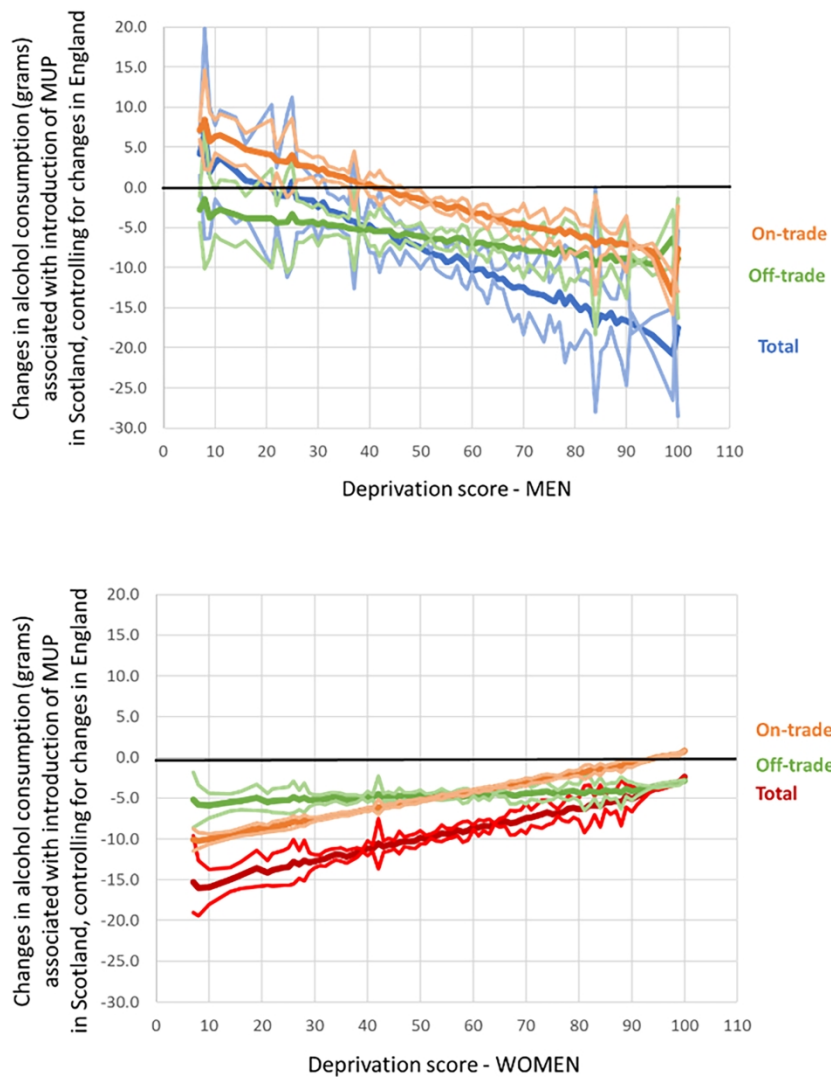 Changes in alcohol consumption (grams)
associated with introduction of MUP
in Scotland, controlling for changes in England
20.0
15.0
10.0
5.0
0.0
-5.0
-10.0
-15.0
-20.0
-25.0
-30.0
0 10 20 30 40 50 60 70 80 90 100 110
Deprivation score - MEN
On-trade
Off-trade
Total
Changes in alcohol consumption (grams)
associated with introduction of MUP
in Scotland, controlling for changes in England
20.0
15.0
10.0
5.0
0.0
-5.0
-10.0
-15.0
-20.0
-25.0
-30.0
0 10 20 30 40 50 60 70 80 90 100 110
Deprivation score - WOMEN
On-trade
Off-trade
Total